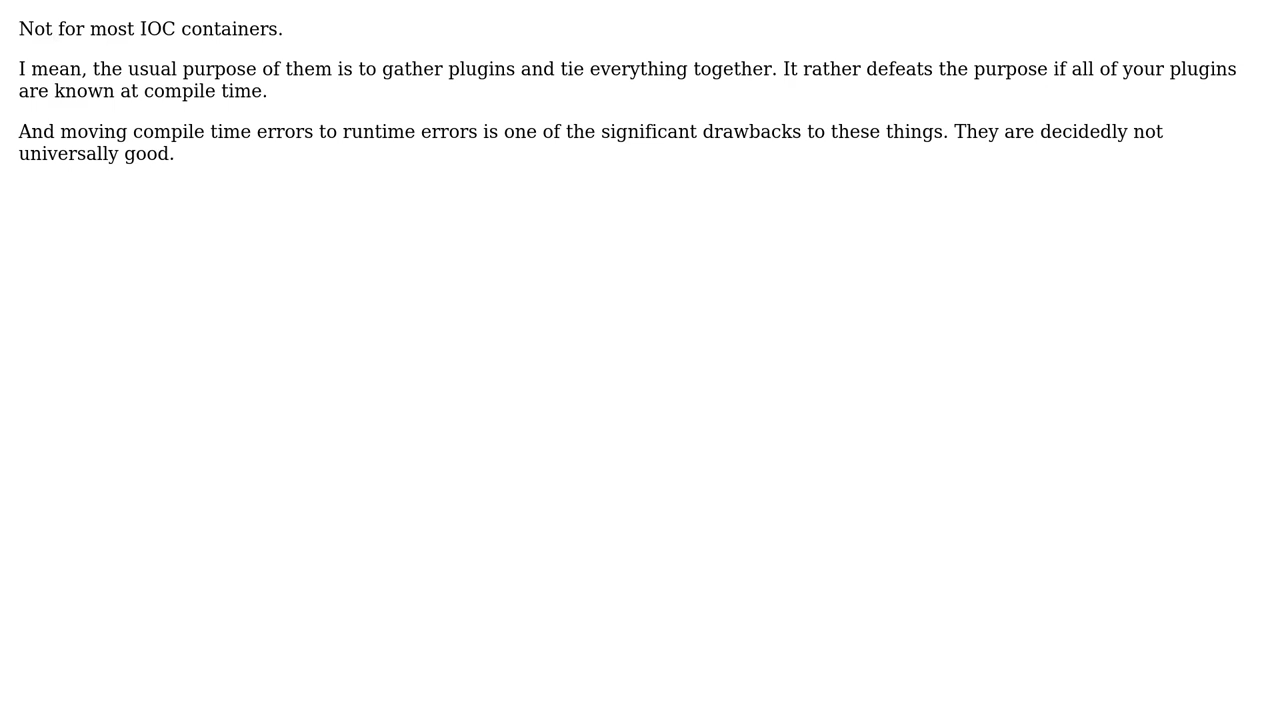 Not for most IOC containers.
I mean, the usual purpose of them is to gather plugins and tie everything together. It rather defeats the purpose if all of your plugins
are known at compile time.
And moving compile time errors to runtime errors is one of the significant drawbacks to these things. They are decidedly not
universally good.